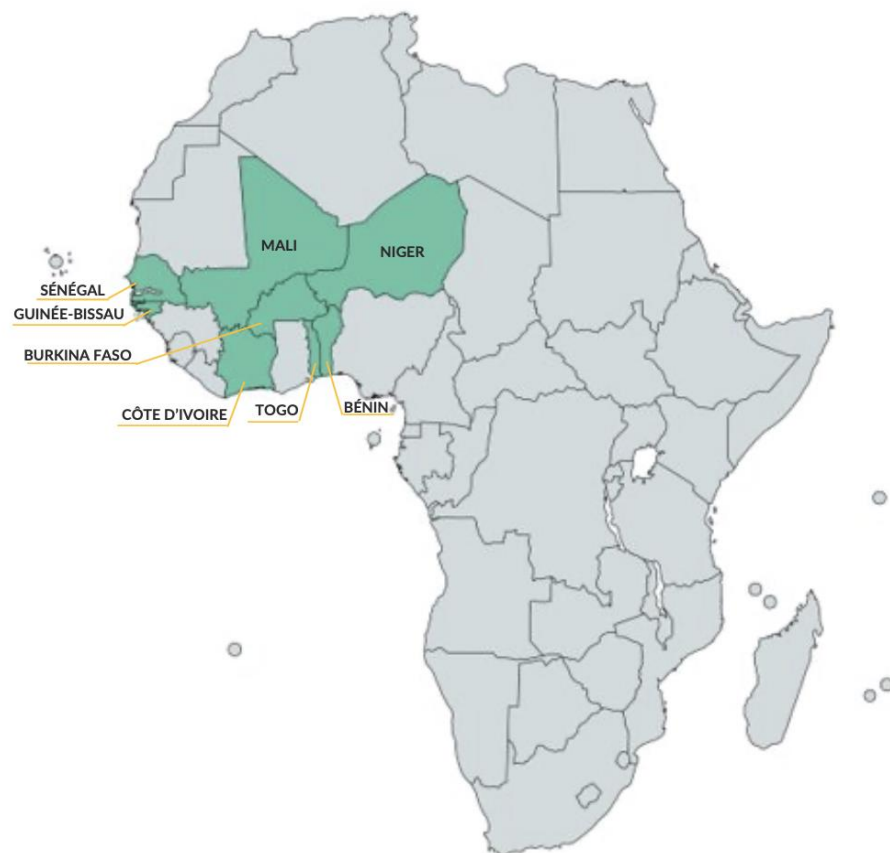 MALI
NIGER
SÉNÉGAL
GUINÉE-BISSAU
BURKINA FASO
CÔTE D'IVOIRE
TOGO
BÉNIN